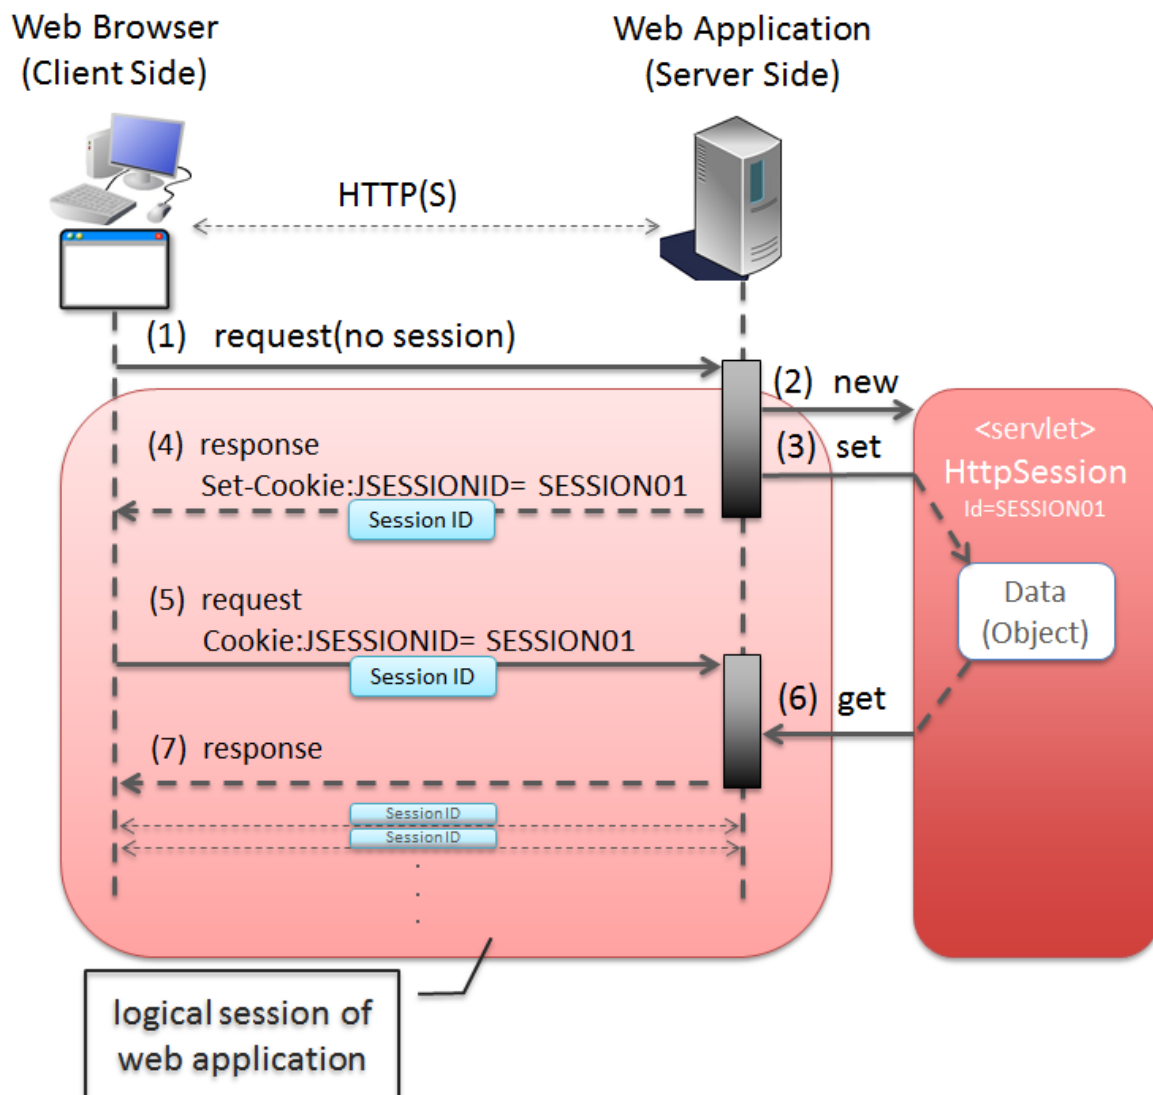 Web Browser
(Client Side)
Web Application
(Server Side)
HTTP(S)
(1) request(no session)
(2) new
(3) set
<servlet>
HttpSession
Id=SESSION01
(4) response
Set-Cookie:JSESSIONID= SESSION01
Session ID
Data
(Object)
(5) request
Cookie:JSESSIONID= SESSION01
Session ID
(6) get
(7) response
Session ID
Session ID
.
.
.
logical session of
web application